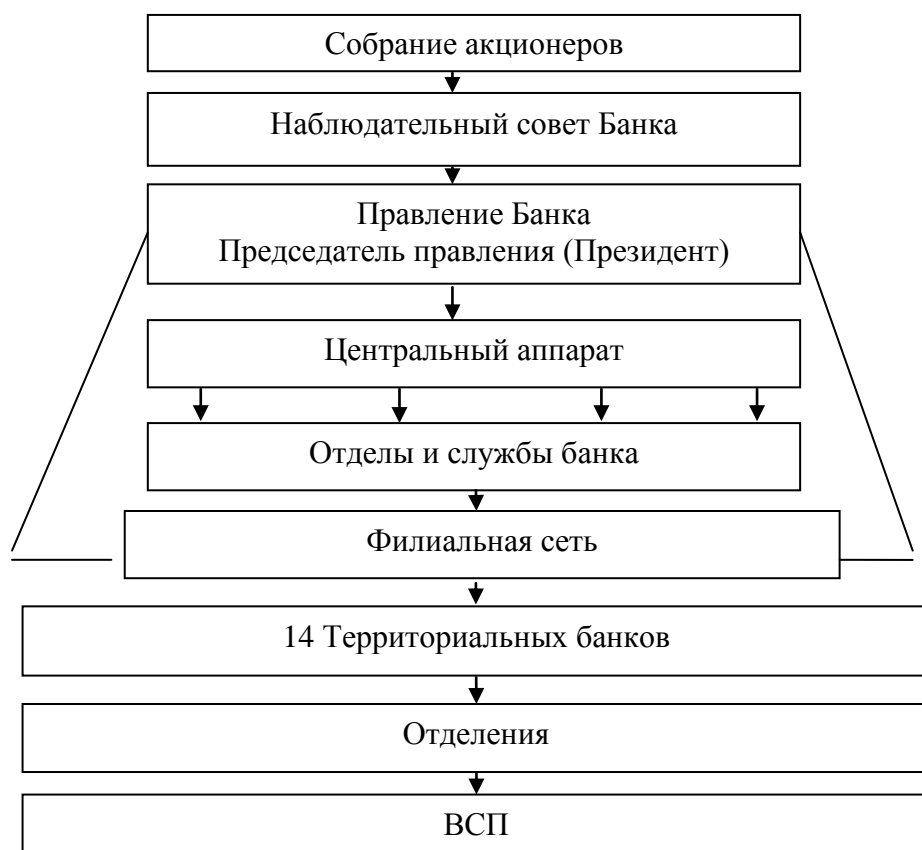 Собрание акционеров
Наблюдательный совет Банка
Правление Банка
Председатель правления (Президент)
Центральный аппарат
Отделы и службы банка
Филиальная сеть
14 Территориальных банков
Отделения
ВСП